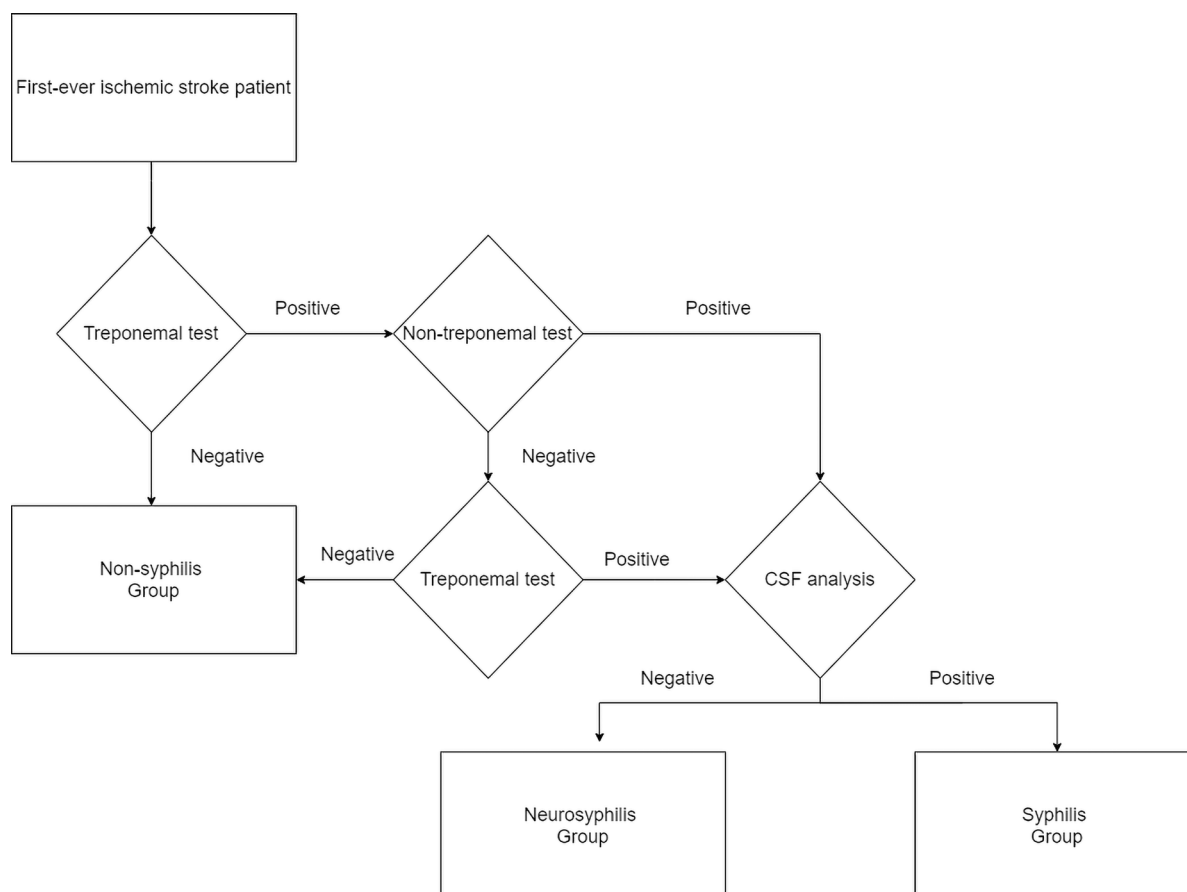 First-ever ischemic stroke patient
Treponemal test
Positive
Non-treponemal test
Positive
Negative
Negative
Non-syphilis
Group
Negative
Treponemal test
Positive
CSF analysis
Negative
Positive
Neurosyphilis
Group
Syphilis
Group